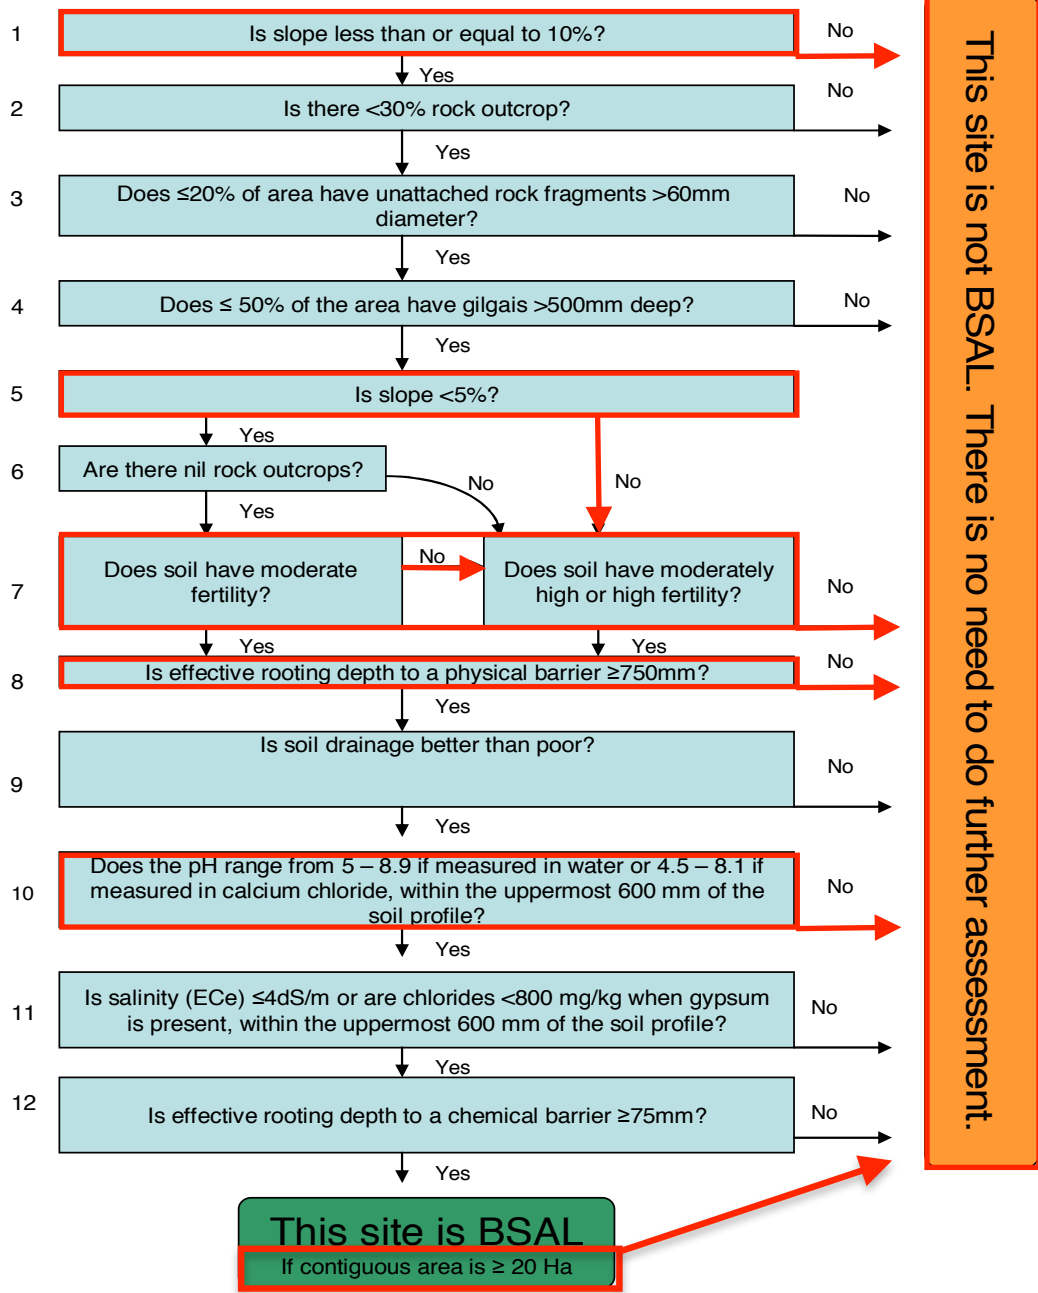 1
Is slope less than or equal to 10%?
No
Yes
2
Is there <30% rock outcrop?
No
Yes
3
Does ≤20% of area have unattached rock fragments >60mm
diameter?
No
Yes
4
Does ≤ 50% of the area have gilgais >500mm deep?
No
Yes
5
Is slope <5%?
Yes
No
6
Are there nil rock outcrops?
No
Yes
7
Does soil have moderate
fertility?
No
Does soil have moderately
high or high fertility?
No
Yes
Yes
8
Is effective rooting depth to a physical barrier ≥750mm?
No
Yes
9
Is soil drainage better than poor?
No
Yes
10
Does the pH range from 5 – 8.9 if measured in water or 4.5 – 8.1 if
measured in calcium chloride, within the uppermost 600 mm of the
soil profile?
No
Yes
11
Is salinity (ECe) ≤4dS/m or are chlorides <800 mg/kg when gypsum
is present, within the uppermost 600 mm of the soil profile?
No
Yes
12
Is effective rooting depth to a chemical barrier ≥75mm?
No
Yes
This site is BSAL
If contiguous area is ≥ 20 Ha
This site is not BSAL. There is no need to do further assessment.